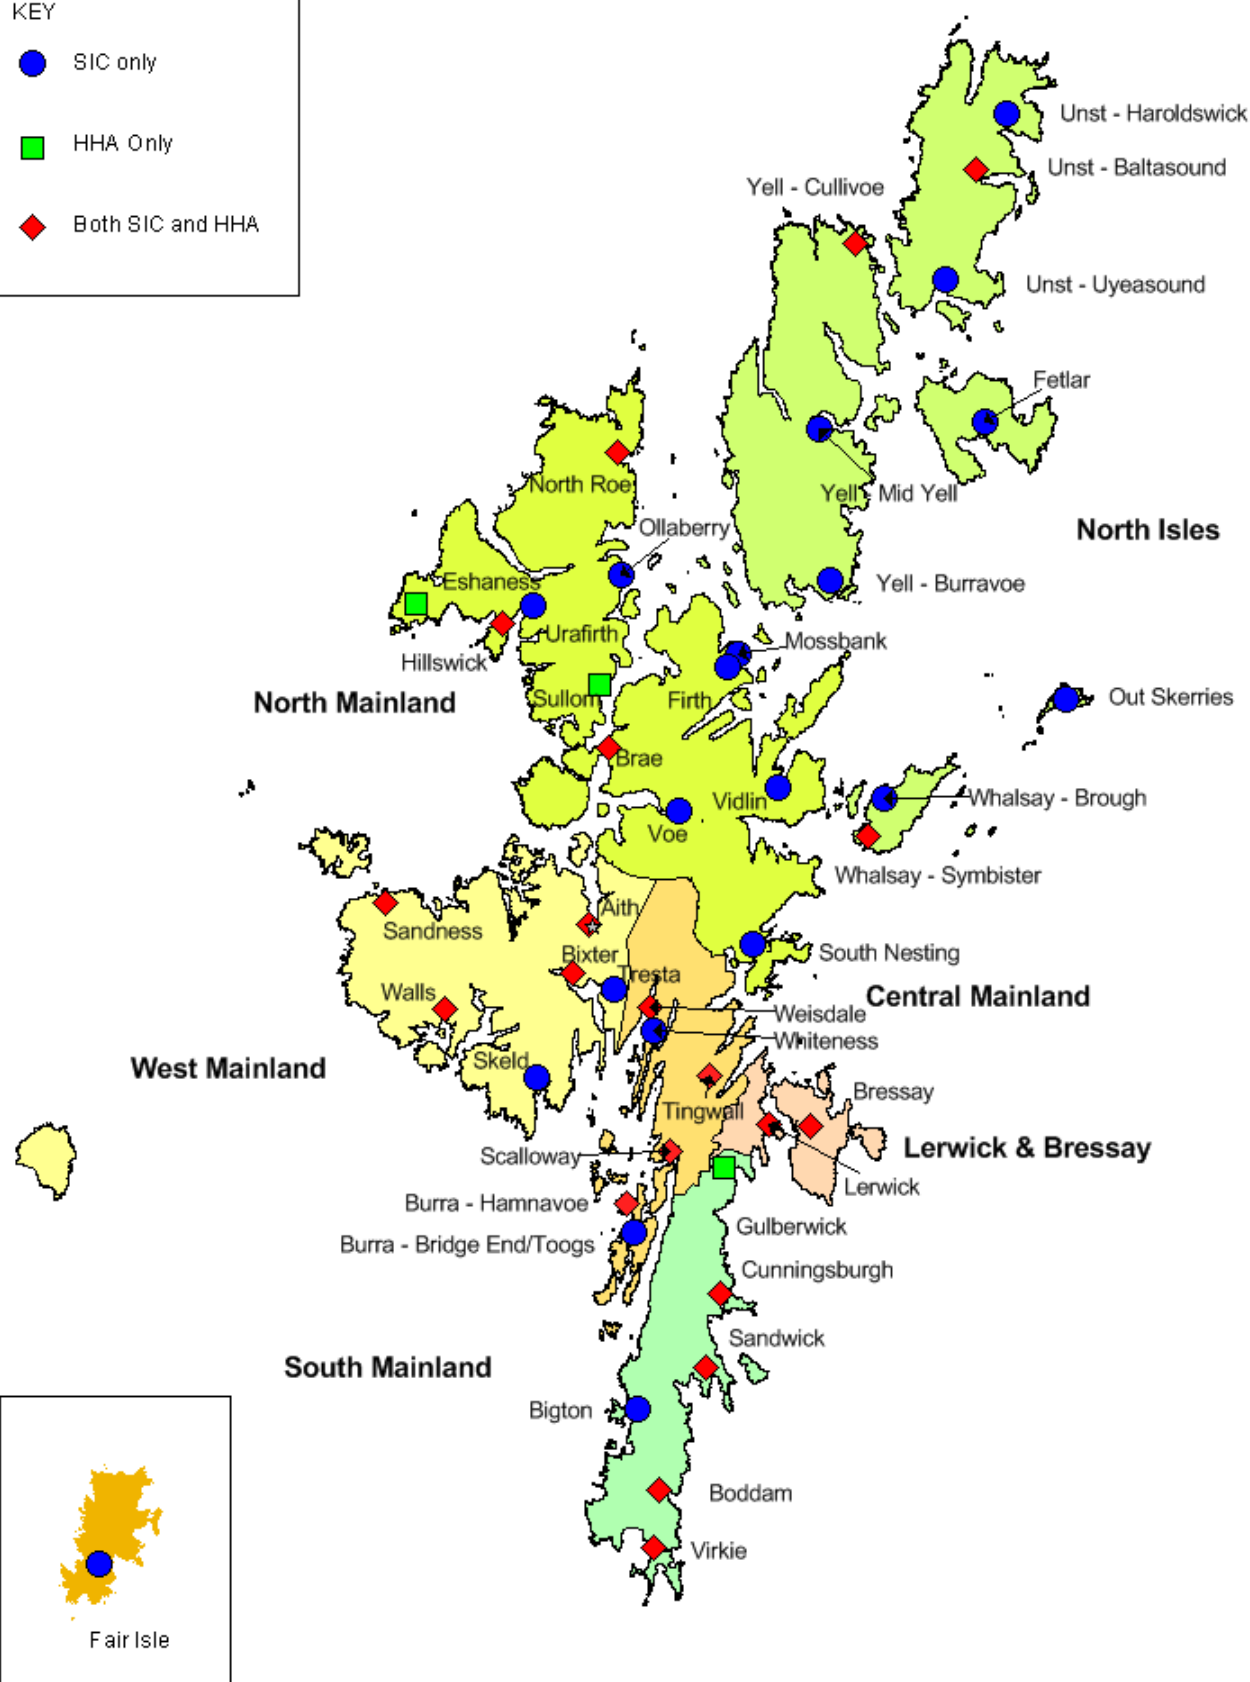 KEY
SIC only
HHA Only
Both SIC and HHA
Unst - Haroldswick
Unst - Baltasound
Yell - Cullivoe
Unst - Uyeasound
Fetlar
North Roe
Yell - Mid Yell
Ollaberry
North Isles
Eshaness
Yell - Burravoe
Urafirth
Mossbank
Hillswick
Sullom
Firth
Out Skerries
North Mainland
Brae
Vidlin
Whalsay - Brough
Voe
Whalsay - Symbister
Aith
Sandness
Bixter
South Nesting
Tresta
Walls
Central Mainland
Weisdale
Whiteness
Skeld
West Mainland
Bressay
Tingwall
Lerwick & Bressay
Scalloway
Lerwick
Burra - Hamnavoe
Gulberwick
Burra - Bridge End/Toogs
Cunningsburgh
Sandwick
South Mainland
Bigton
Boddam
Virkie
Fair Isle